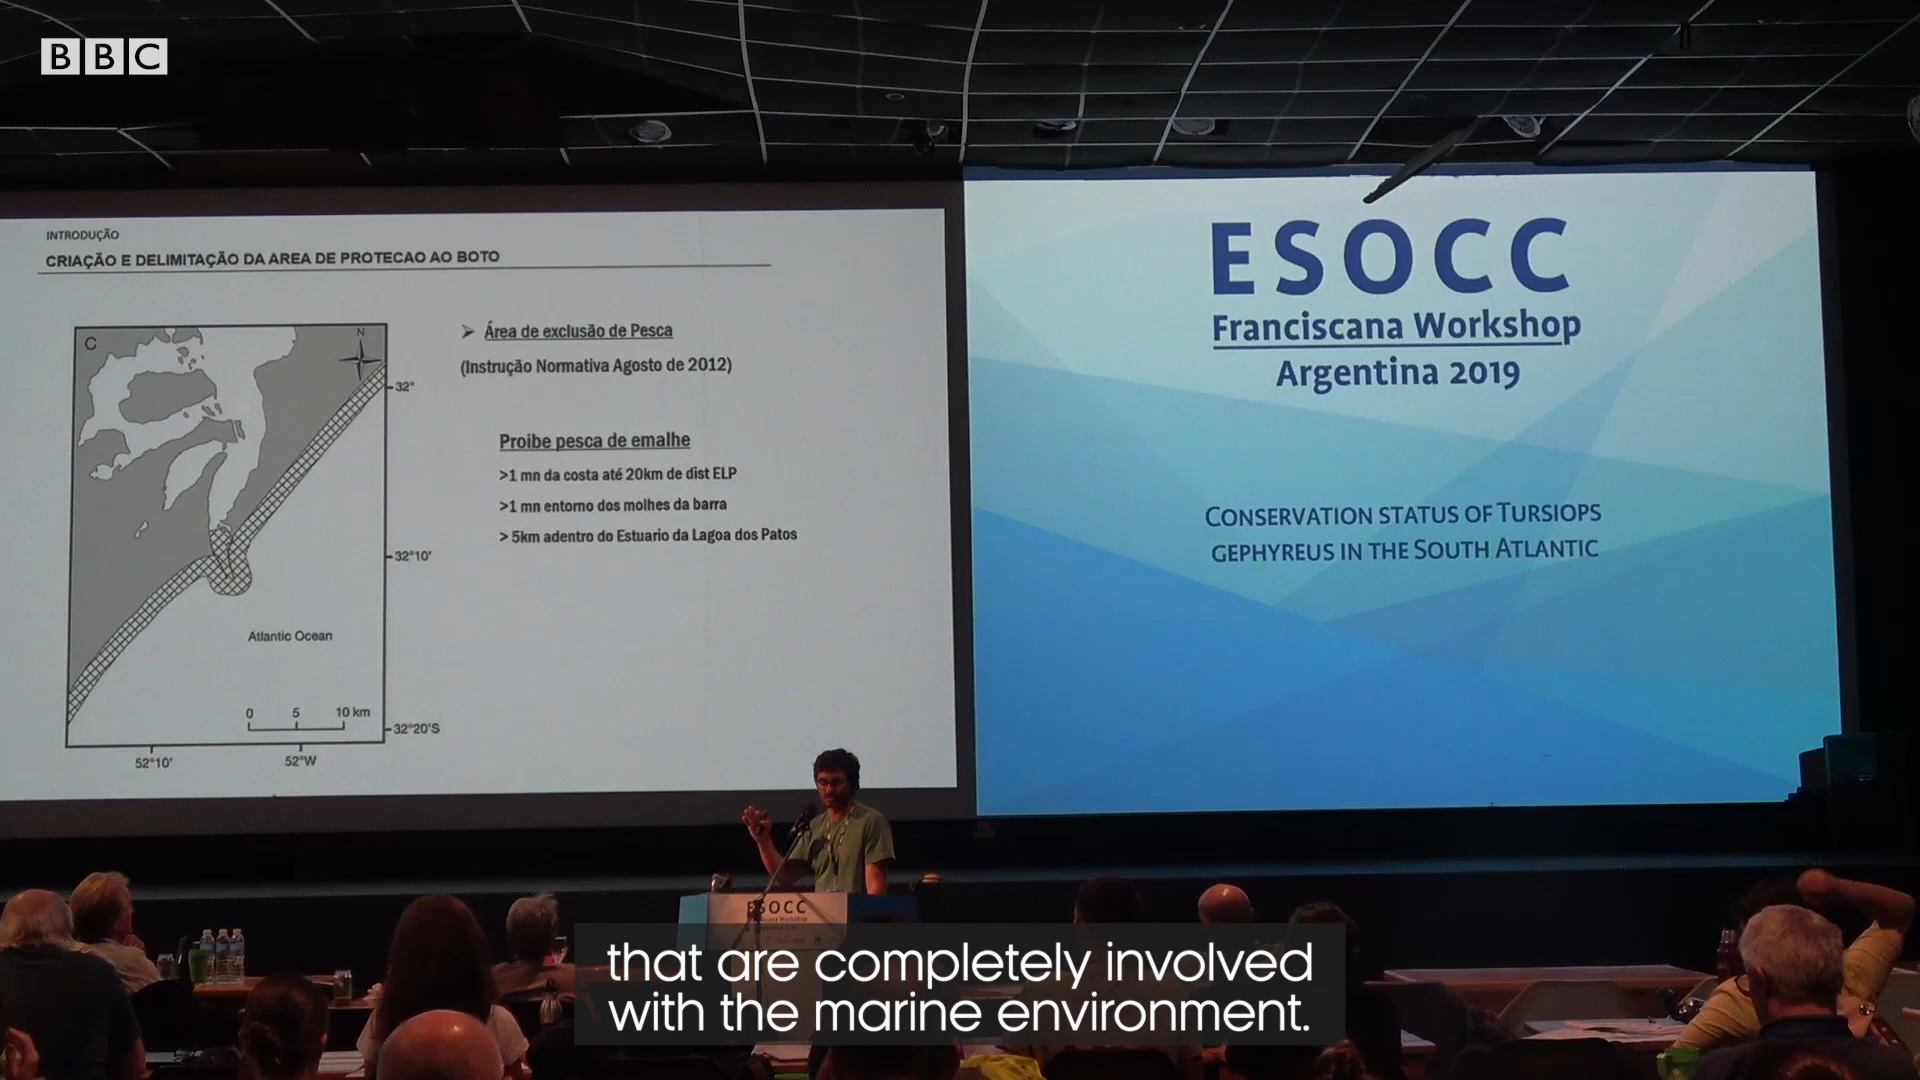 BBC
INTRODUÇÃO
CRIAÇÃO E DELIMITAÇÃO DA AREA DE PROTECAO AO BOTO
C
N
32°
32°10'
32°20'S
52°10'
52°W
Atlantic Ocean
0 5 10 km
➢ Área de exclusão de Pesca
(Instrução Normativa Agosto de 2012)
Proibe pesca de emalhe
>1 mn da costa até 20km de dist ELP
>1 mn entorno dos molhes da barra
> 5km adentro do Estuario da Lagoa dos Patos
ESOCC
Franciscana Workshop
Argentina 2019
CONSERVATION STATUS OF TURSIOPS
GEPHYREUS IN THE SOUTH ATLANTIC
ESOCC
that are completely involved
with the marine environment.